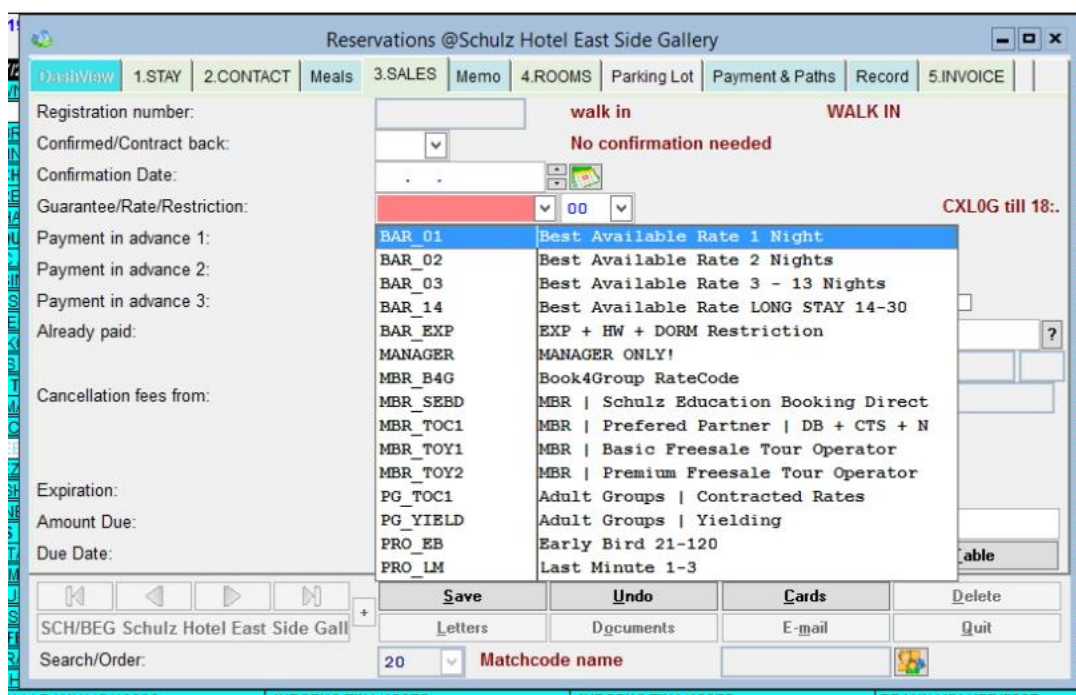 Reservations @Schulz Hotel East Side Gallery
DashView 1.STAY 2.CONTACT Meals 3.SALES Memo 4.ROOMS Parking Lot Payment & Paths Record 5.INVOICE
Registration number: walk in WALK IN
Confirmed/Contract back: No confirmation needed
Confirmation Date: . .
Guarantee/Rate/Restriction: 00 CXL0G till 18:.
Payment in advance 1:
Payment in advance 2:
Payment in advance 3:
Already paid: ?
Cancellation fees from:
Expiration:
Amount Due:
Due Date:
BAR_01 Best Available Rate 1 Night
BAR_02 Best Available Rate 2 Nights
BAR_03 Best Available Rate 3 - 13 Nights
BAR_14 Best Available Rate LONG STAY 14-30
BAR_EXP EXP + HW + DORM Restriction
MANAGER MANAGER ONLY!
MBR_B4G Book4Group RateCode
MBR_SEBD MBR | Schulz Education Booking Direct
MBR_TOC1 MBR | Prefered Partner | DB + CTS + N
MBR_TOY1 MBR | Basic Freesale Tour Operator
MBR_TOY2 MBR | Premium Freesale Tour Operator
PG_TOC1 Adult Groups | Contracted Rates
PG_YIELD Adult Groups | Yielding
PRO_EB Early Bird 21-120
PRO_LM Last Minute 1-3
able
Save Undo Cards Delete
+
SCH/BEG Schulz Hotel East Side Gall Letters Documents E-mail Quit
Search/Order: 20 Matchcode name